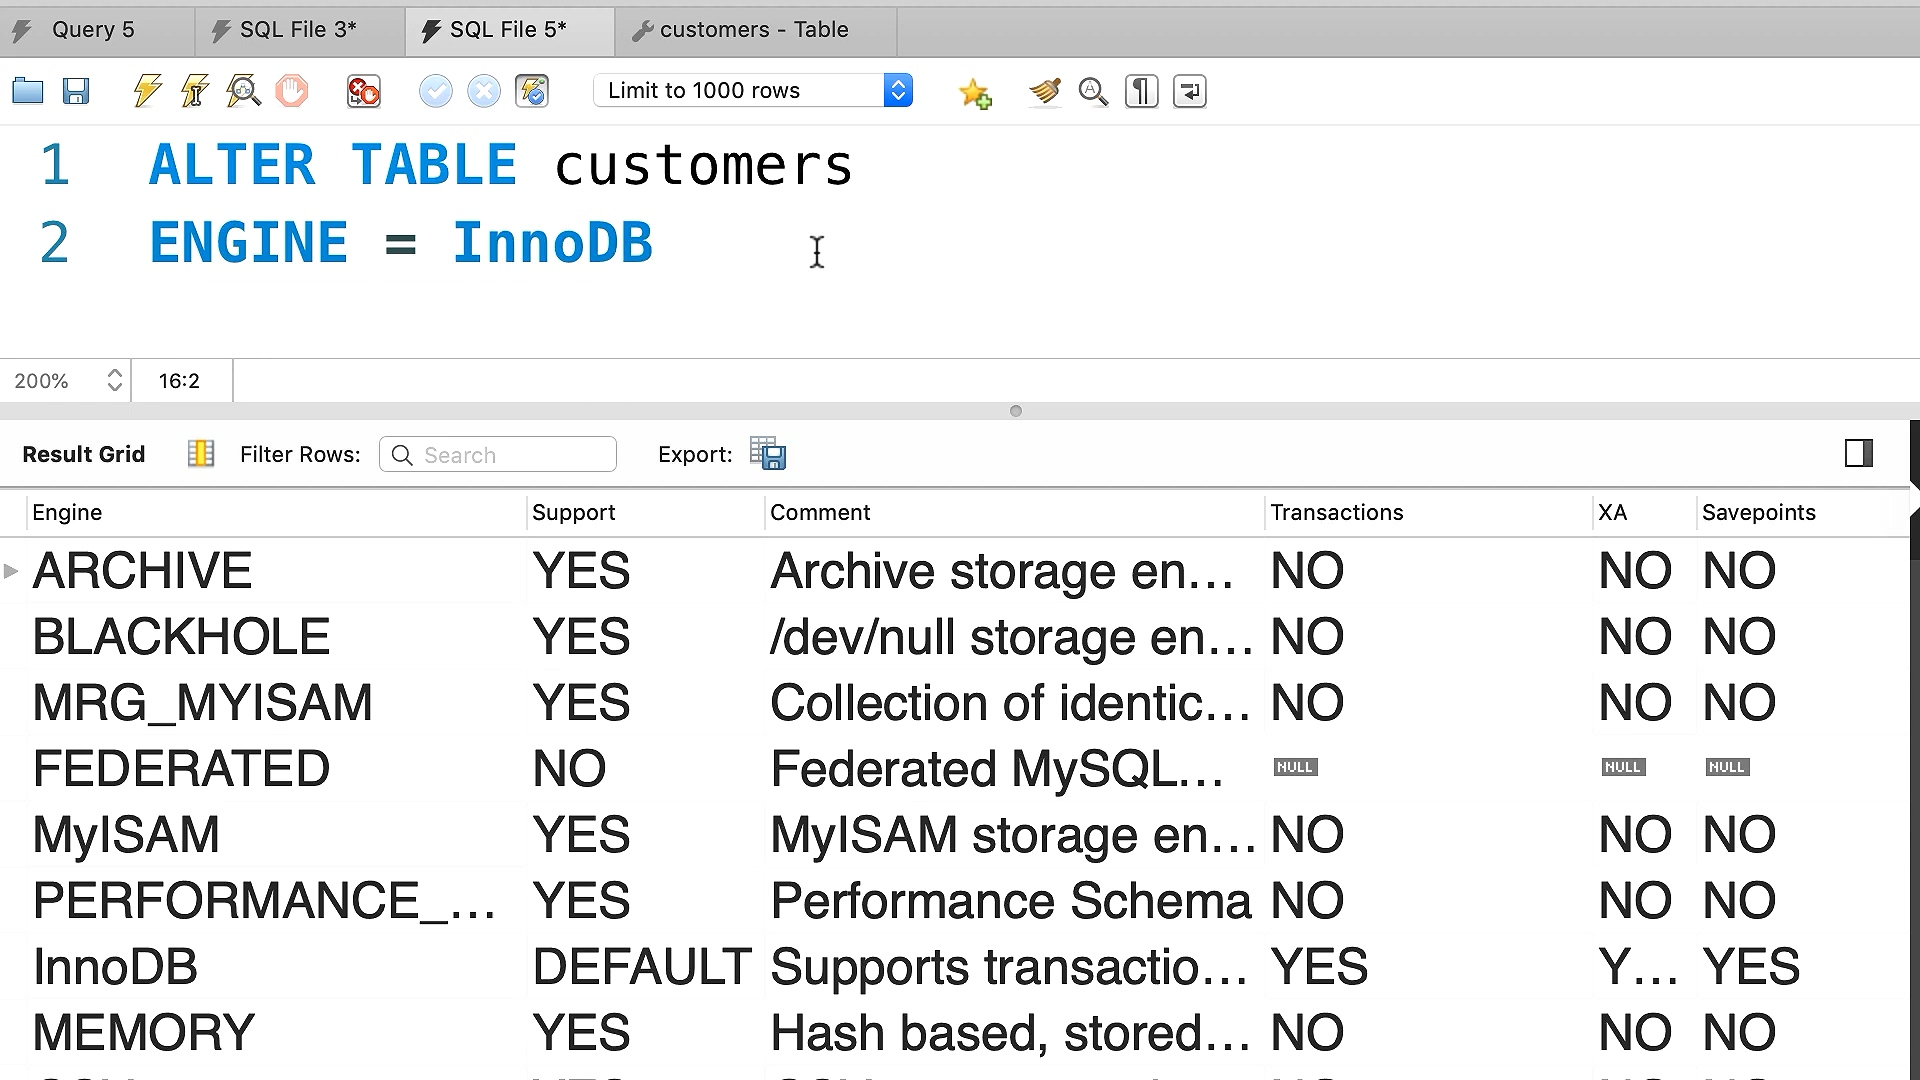 Query 5 SQL File 3* SQL File 5* customers - Table
Limit to 1000 rows
1 ALTER TABLE customers
2 ENGINE = InnoDB
200% 16:2
Result Grid Filter Rows: Search Export:
Engine Support Comment Transactions XA Savepoints
ARCHIVE YES Archive storage en... NO NO NO
BLACKHOLE YES /dev/null storage en... NO NO NO
MRG_MYISAM YES Collection of identic... NO NO NO
FEDERATED NO Federated MySQL... NULL NULL NULL
MyISAM YES MyISAM storage en... NO NO NO
PERFORMANCE_... YES Performance Schema NO NO NO
InnoDB DEFAULT Supports transactio... YES Y... YES
MEMORY YES Hash based, stored... NO NO NO